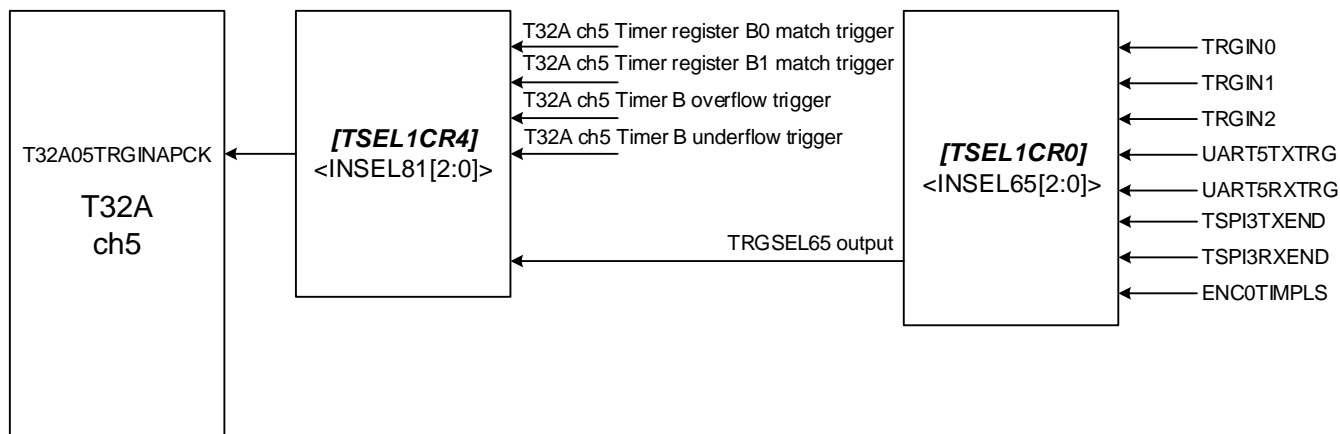 T32A05TRGINAPCK
T32A
ch5
[TSEL1CR4]
<INSEL81[2:0]>
T32A ch5 Timer register B0 match trigger
T32A ch5 Timer register B1 match trigger
T32A ch5 Timer B overflow trigger
T32A ch5 Timer B underflow trigger
TRGSEL65 output
[TSEL1CR0]
<INSEL65[2:0]>
TRGIN0
TRGIN1
TRGIN2
UART5TXTRG
UART5RXTRG
TSPI3TXEND
TSPI3RXEND
ENC0TIMPLS